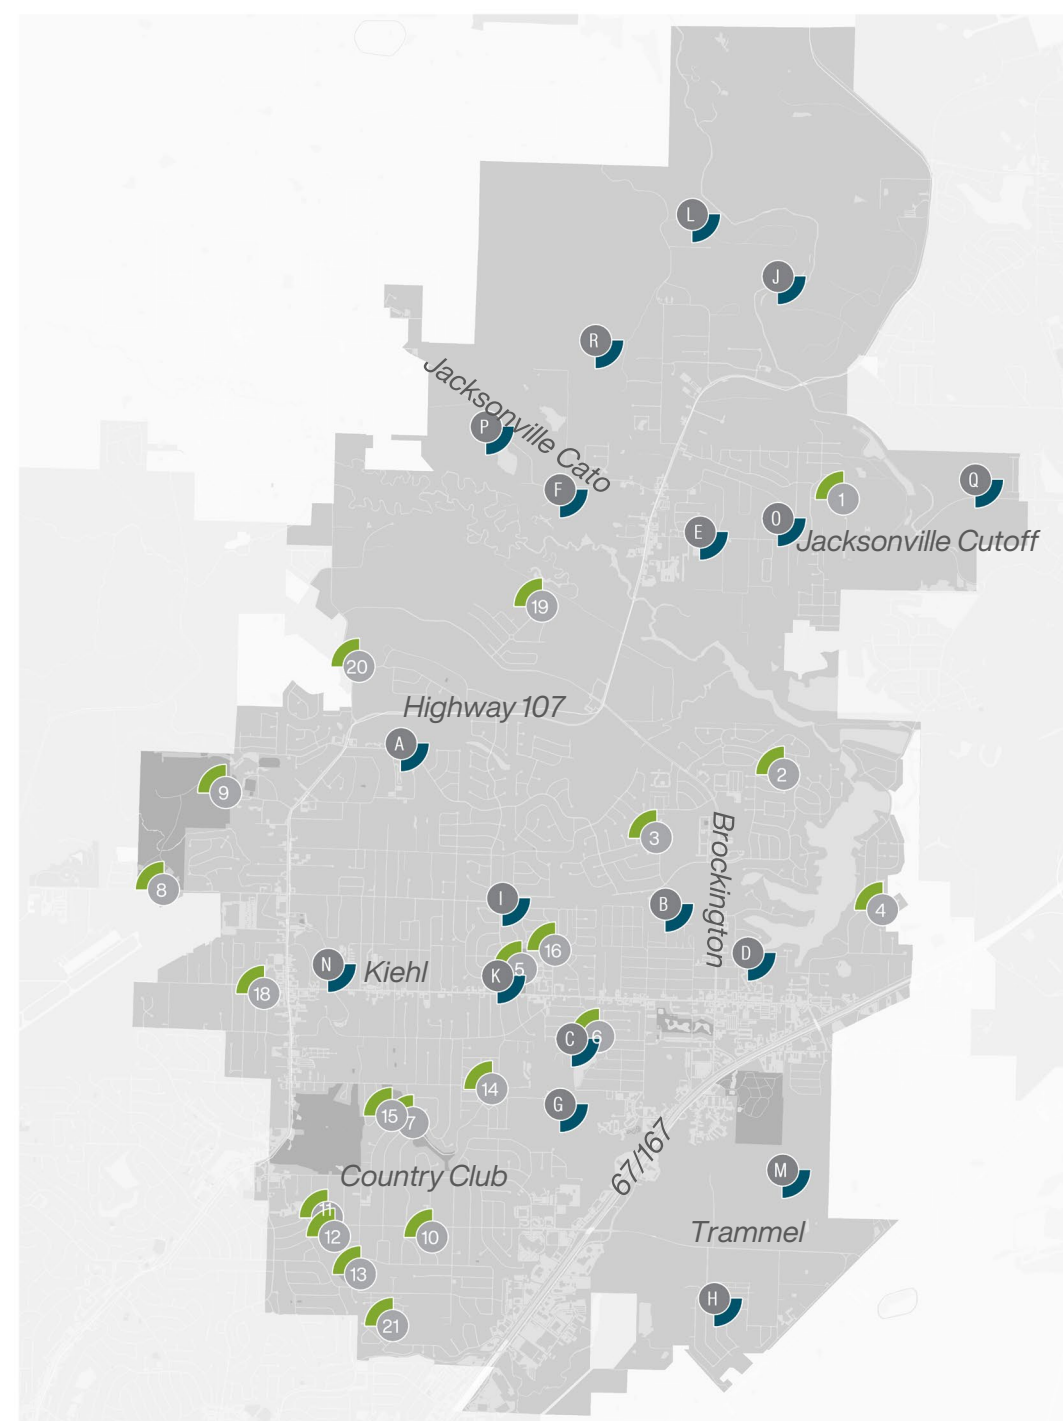 L
J
R
Jacksonville Cato
P
F
Q
1
O
E
Jacksonville Cutoff
19
20
Highway 107
A
2
9
3
Brockington
8
I
B
4
16
D
N
Kiehl
5
K
18
6
C
14
G
15
7
67/167
M
Country Club
11
12
10
Trammel
13
H
21